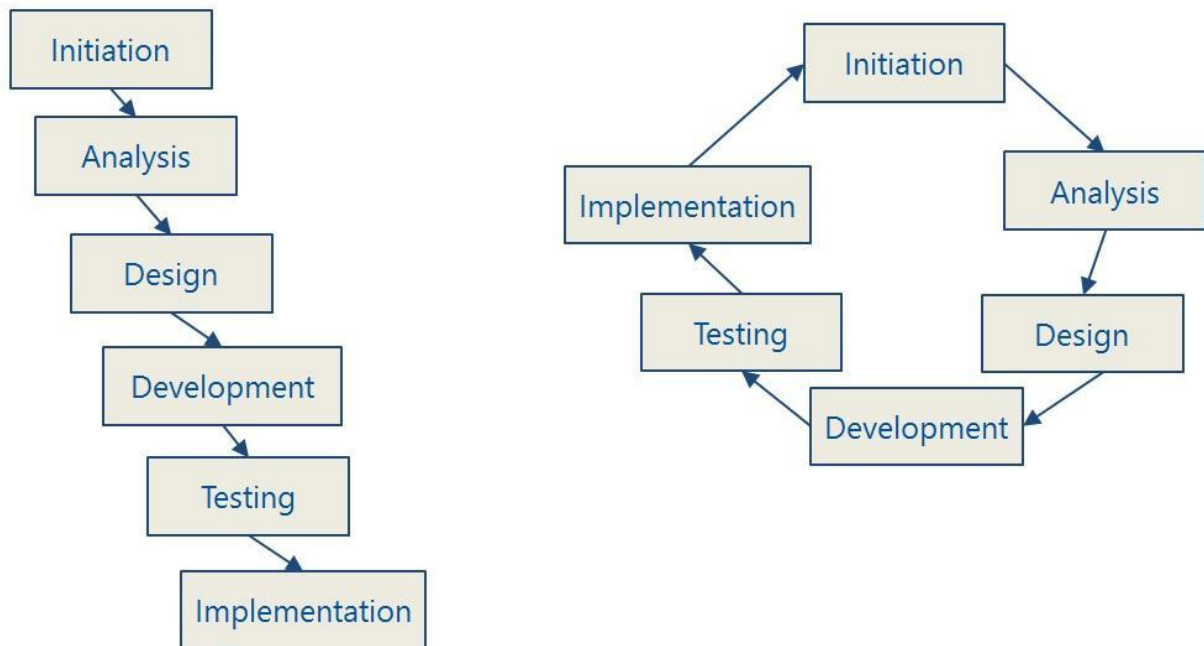 Initiation
Analysis
Design
Development
Testing
Implementation
Initiation
Analysis
Design
Development
Testing
Implementation